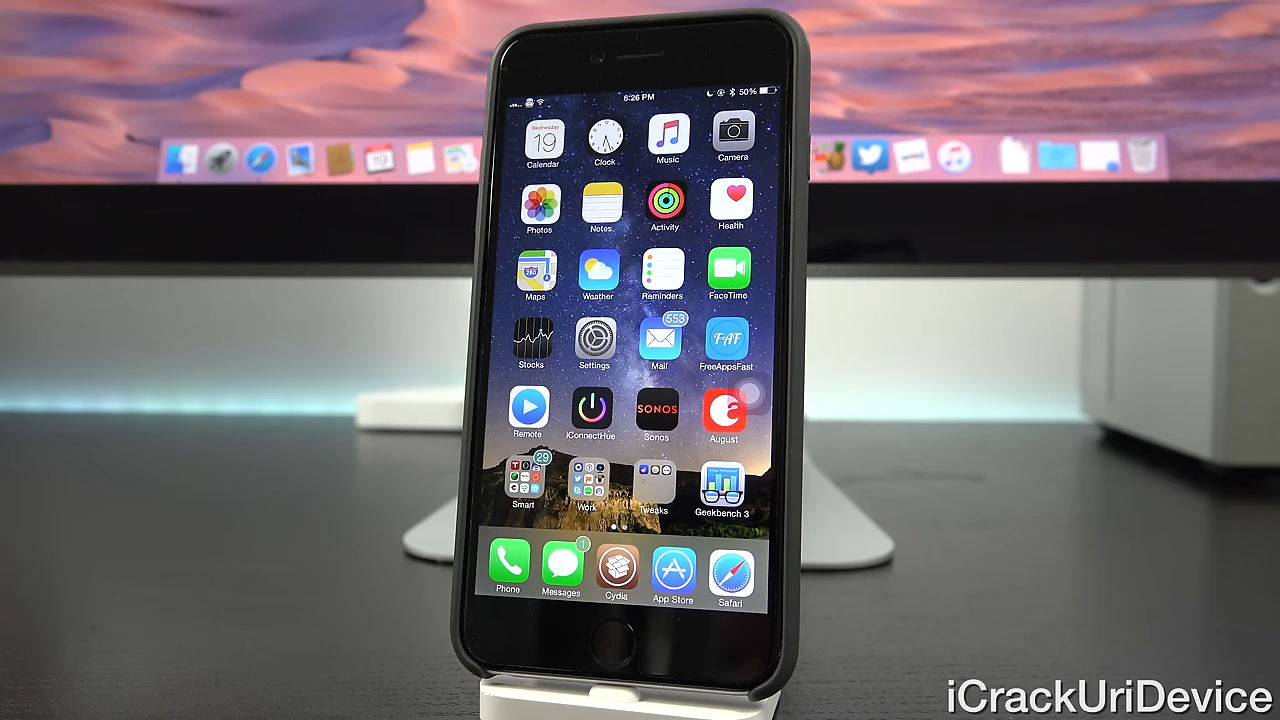 6:26 PM
50%
Wednesday
19
Calendar
Clock
Music
Camera
Photos
Notes
Activity
Health
280
Maps
Weather
Reminders
FaceTime
Stocks
Settings
553
Mail
FAF
FreeAppsFast
Remote
iConnectHue
SONOS
Sonos
August
29
Smart
Work
Tweaks
Geekbench 3
1
Phone
Messages
Cydia
App Store
Safari
19
iCrackUriDevice